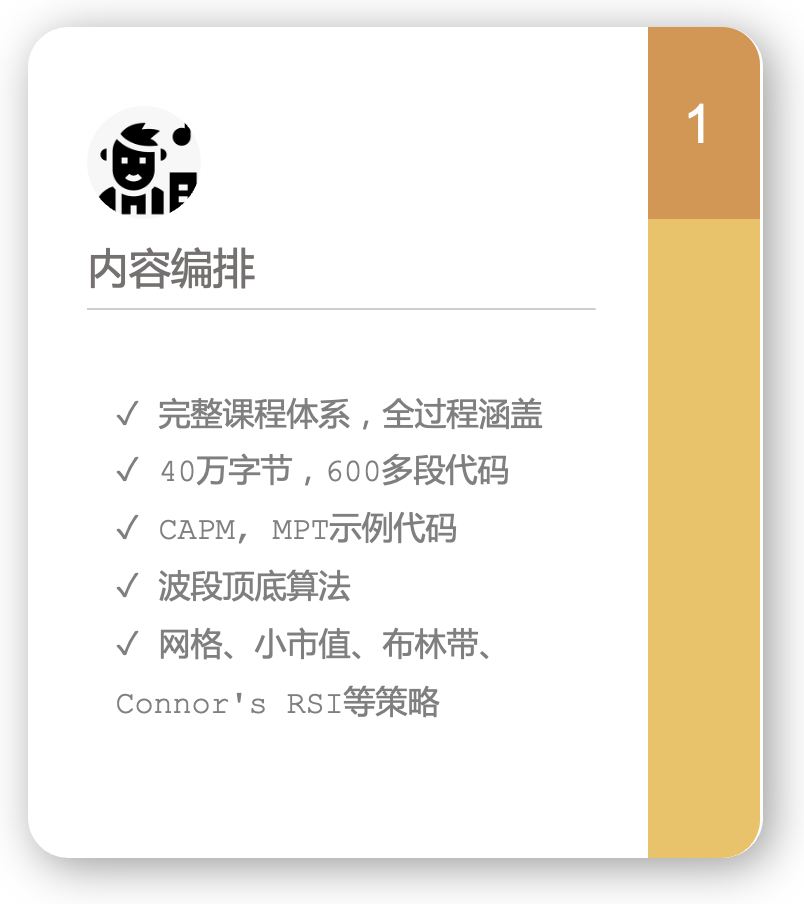 1
内容编排
✓ 完整课程体系，全过程涵盖
✓ 40万字节，600多段代码
✓ CAPM, MPT示例代码
✓ 波段顶底算法
✓ 网格、小市值、布林带、
Connor's RSI等策略